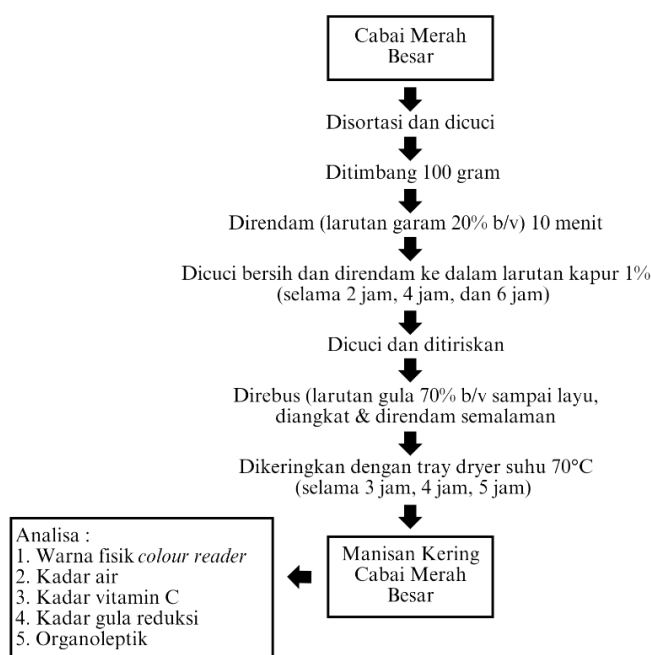 Cabai Merah
Besar
Disortasi dan dicuci
Ditimbang 100 gram
Direndam (larutan garam 20% b/v) 10 menit
Dicuci bersih dan direndam ke dalam larutan kapur 1%
(selama 2 jam, 4 jam, dan 6 jam)
Dicuci dan ditiriskan
Direbus (larutan gula 70% b/v sampai layu,
diangkat & direndam semalaman
Dikeringkan dengan tray dryer suhu 70°C
(selama 3 jam, 4 jam, 5 jam)
Manisan Kering
Cabai Merah
Besar
Analisa :
1. Warna fisik colour reader
2. Kadar air
3. Kadar vitamin C
4. Kadar gula reduksi
5. Organoleptik